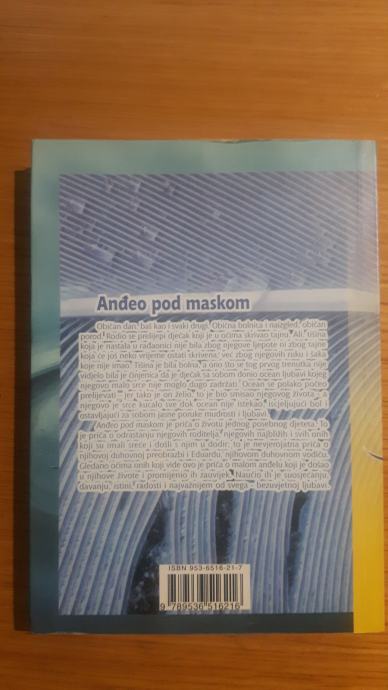 Anđeo pod maskom
Običan dan, baš kao i svaki drugi. Obična bolnica i naizgled, običan
porod. Rodio se prelijepi dječak koji je u očima skrivao tajnu. Ali, tišina
koja je nastala u rađaonici nije bila zbog njegove ljepote ni zbog tajne
koja će još neko vrijeme ostati skrivena, već zbog njegovih ruku i šaka
koje nije imao. Tišina je bila bolna, a ono što se tog prvog trenutka nije
vidjelo bila je činjenica da je dječak sa sobom donio ocean ljubavi kojeg
njegovo malo srce nije moglo dugo zadržati. Ocean se polako počeo
prelijevati - jer tako je on želio, to je bio smisao njegovog života - a
njegovo je srce kucalo sve dok ocean nije istekao, iscjeljujući bol i
ostavljajući za sobom jasne poruke mudrosti i ljubavi.
Anđeo pod maskom je priča o životu jednog posebnog djeteta. To
je priča o odrastanju njegovih roditelja, njegovih najbližih i svih onih
koji su imali sreće doći s njim u dodir; to je nevjerojatna priča o
njihovoj duhovnoj preobrazbi i Eduardu, njihovom duhovnom vodiču.
Gledano očima onih koji vide ovo je priča o malom anđelu koji je došao
u njihove živote i promijenio ih zauvijek. Naučio ih je suosjećanju,
davanju, istini, radosti i najvažnijem od svega - bezuvjetnoj ljubavi.
ISBN 953-6516-21-7
9 789536 516216